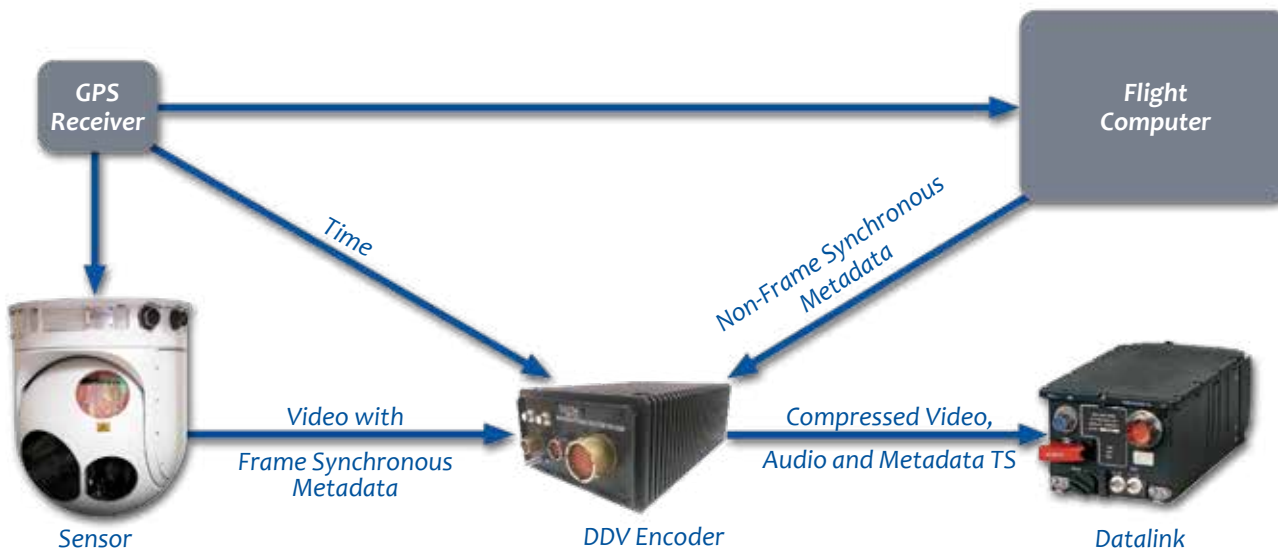 GPS
Receiver
Flight
Computer
Time
Non-Frame Synchronous
Metadata
Video with
Frame Synchronous
Metadata
Compressed Video,
Audio and Metadata TS
Sensor
DDV Encoder
Datalink